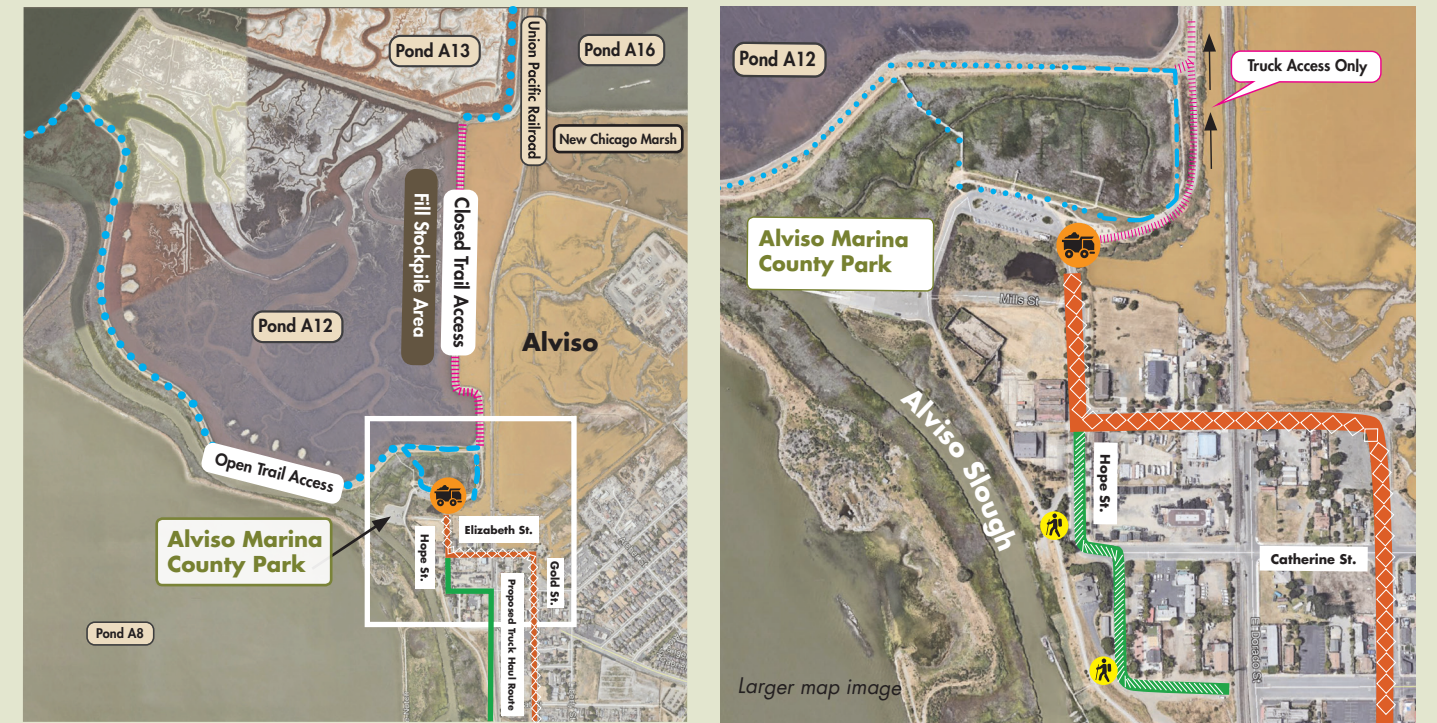 Pond A13
Union Pacific Railroad
Pond A16
New Chicago Marsh
Fill Stockpile Area
Closed Trail Access
Pond A12
Alviso
Open Trail Access
Alviso Marina
County Park
Elizabeth St.
Hope St.
Gold St.
Proposed Truck Haul Route
Pond A8
Pond A12
Truck Access Only
Alviso Marina
County Park
Mills St
Alviso Slough
Hope St.
Catherine St.
El Dorado St
Larger map image